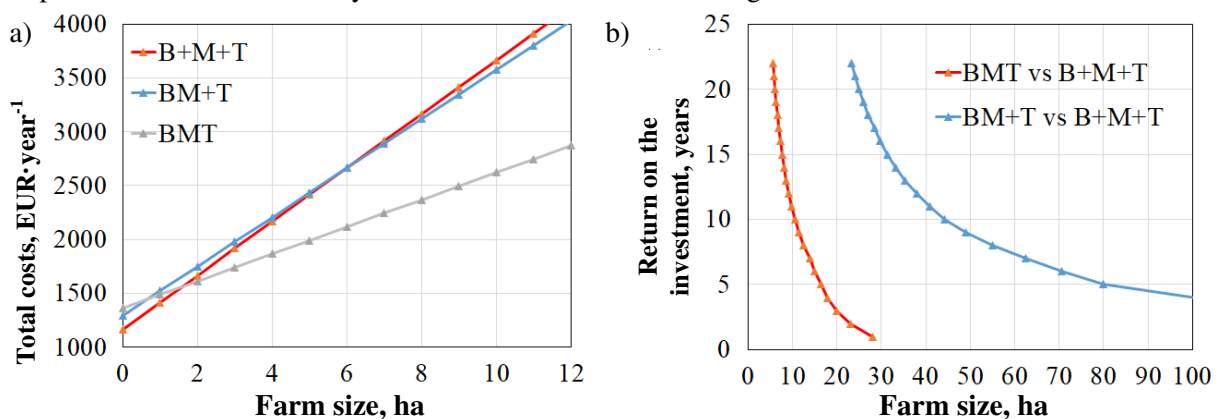 a)
Total costs, EUR·year-1
4000
3500
3000
2500
2000
1500
1000
B+M+T
BM+T
BMT
0 2 4 6 8 10 12
Farm size, ha
b)
Return on the
investment, years
25
20
15
10
5
0
BMT vs B+M+T
BM+T vs B+M+T
0 10 20 30 40 50 60 70 80 90 100
Farm size, ha